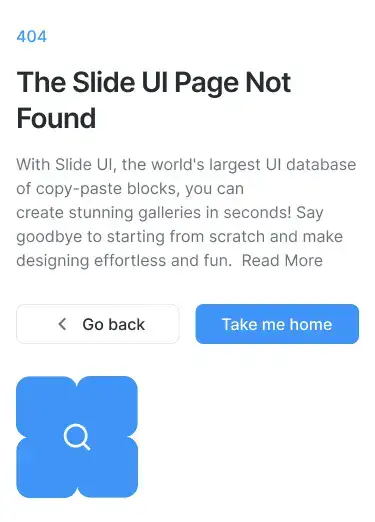 404
The Slide UI Page Not
Found
With Slide UI, the world's largest UI database
of copy-paste blocks, you can
create stunning galleries in seconds! Say
goodbye to starting from scratch and make
designing effortless and fun.  Read More
Go back
Take me home